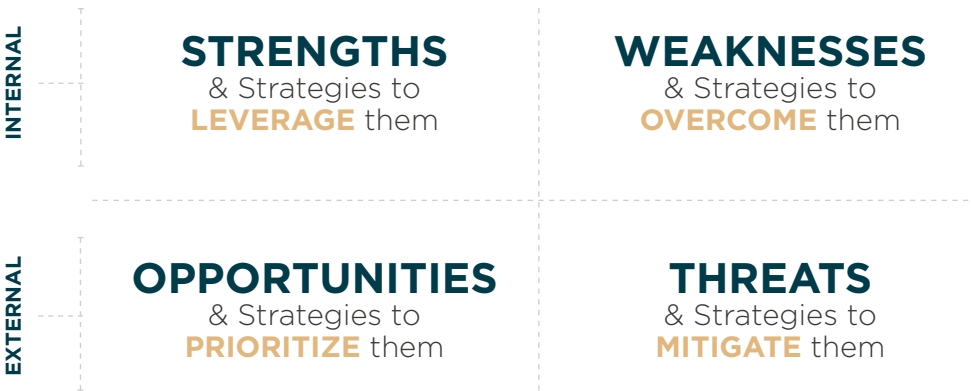 INTERNAL
STRENGTHS
& Strategies to
LEVERAGE them
WEAKNESSES
& Strategies to
OVERCOME them
EXTERNAL
OPPORTUNITIES
& Strategies to
PRIORITIZE them
THREATS
& Strategies to
MITIGATE them